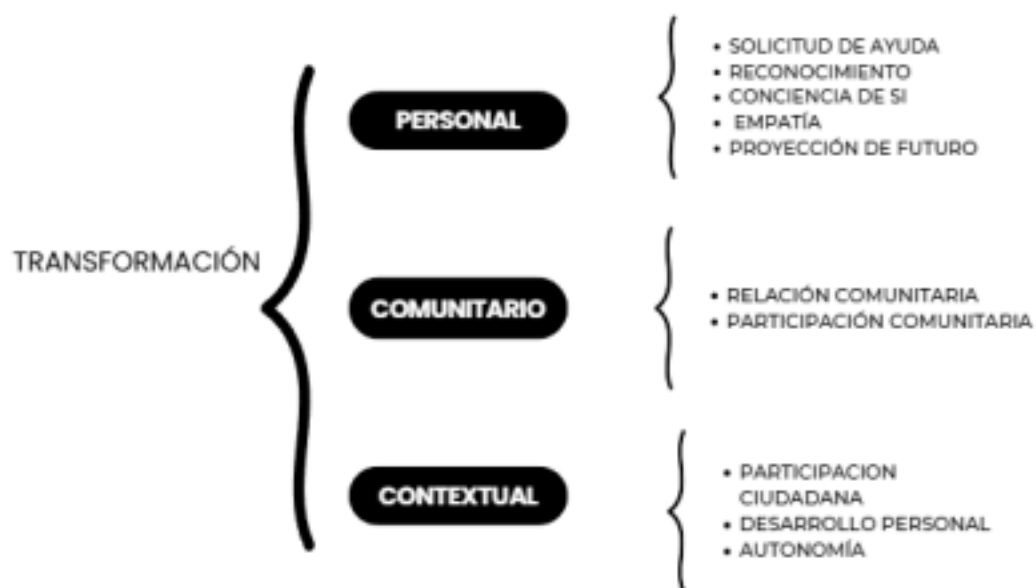 TRANSFORMACIÓN
PERSONAL
• SOLICITUD DE AYUDA
• RECONOCIMIENTO
• CONCIENCIA DE SI
• EMPATÍA
• PROYECCIÓN DE FUTURO
COMUNITARIO
• RELACIÓN COMUNITARIA
• PARTICIPACIÓN COMUNITARIA
CONTEXTUAL
• PARTICIPACION
CIUDADANA
• DESARROLLO PERSONAL
• AUTONOMÍA